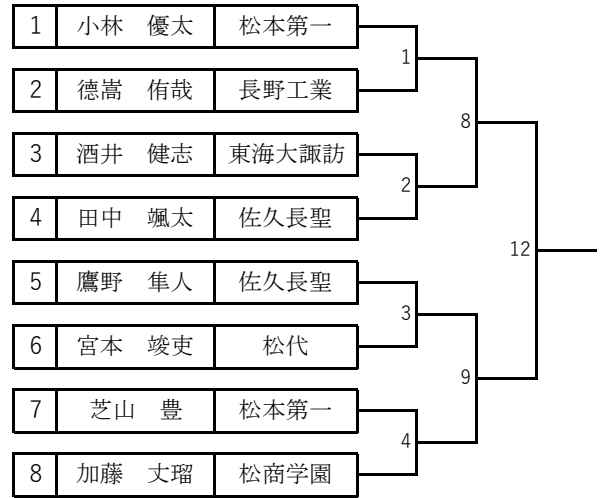 1 小林 優太 松本第一
1
2 德嵩 侑哉 長野工業
8
3 酒井 健志 東海大諏訪
2
4 田中 颯太 佐久長聖
12
5 鷹野 隼人 佐久長聖
3
6 宮本 竣吏 松代
9
7 芝山 豊 松本第一
4
8 加藤 丈瑠 松商学園